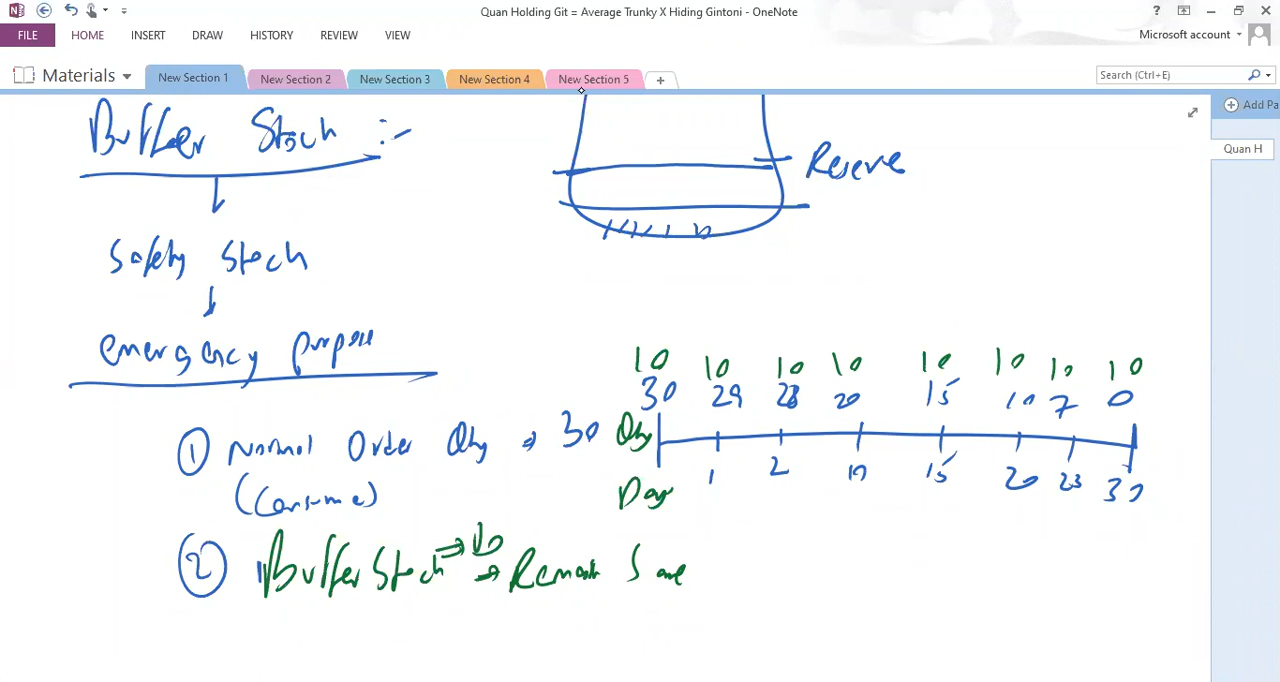 Quan Holding Git = Average Trunky X Hiding Gintoni - OneNote
Microsoft account
FILE HOME INSERT DRAW HISTORY REVIEW VIEW
Materials New Section 1 New Section 2 New Section 3 New Section 4 New Section 5
Search (Ctrl+E)
Add Pa
Quan H
Buffer Stock :-
Reserve
Safety Stock
emergency purpose
10 10 10 10 10 10 10 10
30 29 28 20 15 10 7 0
① Normal Order Qty ⇒ 30
(Consume)
Qty
Day 1 2 10 15 20 23 30
② Buffer Stock ⇒ 10
→ Remain Same